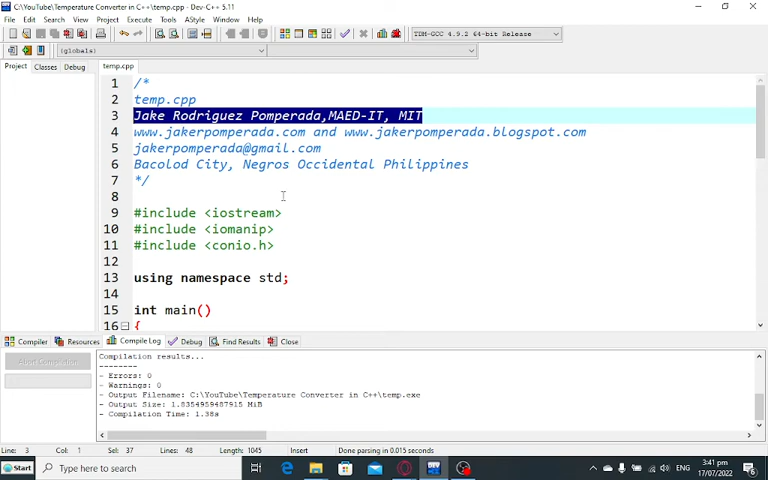 C:\YouTube\Temperature Converter in C++\temp.cpp - Dev-C++ 5.11
File Edit Search View Project Execute Tools AStyle Window Help
TDM-GCC 4.9.2 64-bit Release
(globals)
Project Classes Debug
temp.cpp
1 /*
2 temp.cpp
3 Jake Rodriguez Pomperada,MAED-IT, MIT
4 www.jakerpomperada.com and www.jakerpomperada.blogspot.com
5 jakerpomperada@gmail.com
6 Bacolod City, Negros Occidental Philippines
7 */
8
9 #include <iostream>
10 #include <iomanip>
11 #include <conio.h>
12
13 using namespace std;
14
15 int main()
16 {
Compiler Resources Compile Log Debug Find Results Close
Abort Compilation
Compilation results...
--------
- Errors: 0
- Warnings: 0
- Output Filename: C:\YouTube\Temperature Converter in C++\temp.exe
- Output Size: 1.8354959487915 MiB
- Compilation Time: 1.38s
Line: 3 Col: 1 Sel: 37 Lines: 48 Length: 1045 Insert Done parsing in 0.015 seconds
Start Type here to search DEV ENG 3:41 pm
17/07/2022 6